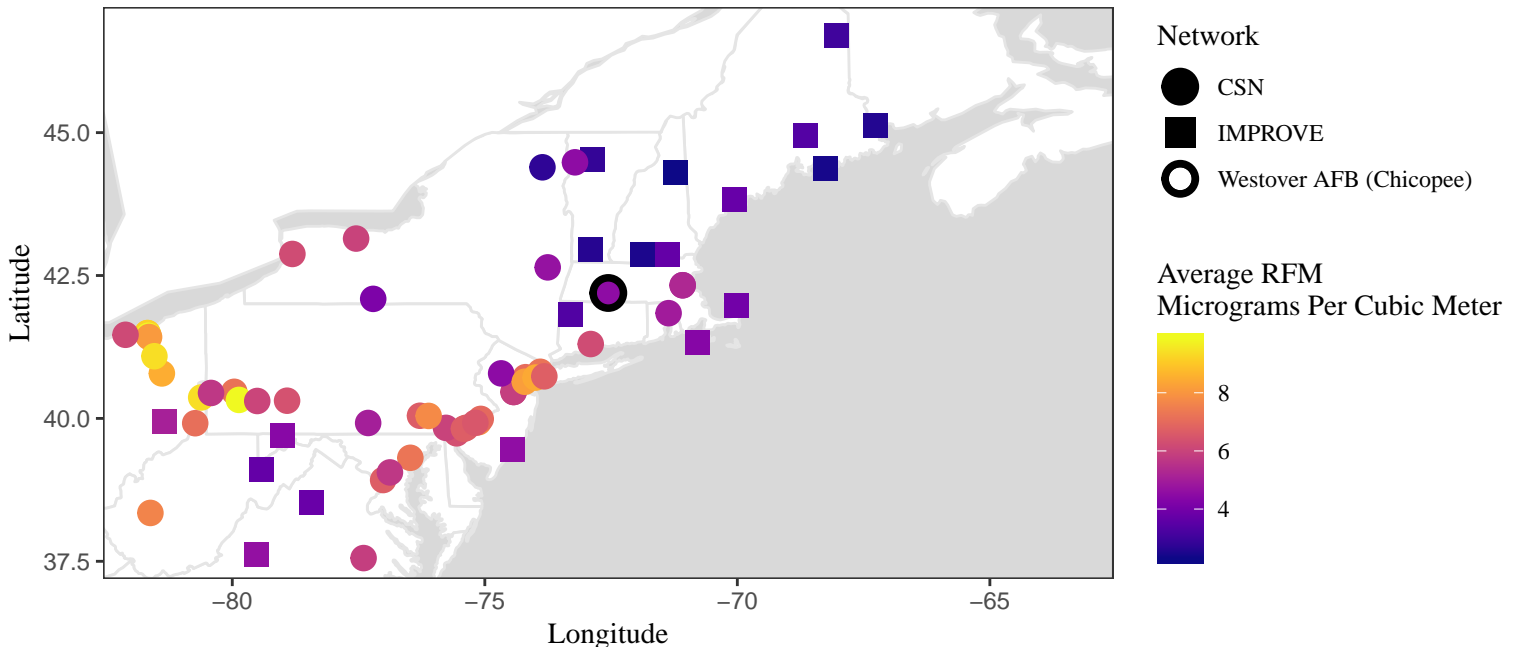 45.0
42.5
40.0
37.5
Latitude
−80
−75
−70
−65
Longitude
Network
CSN
IMPROVE
Westover AFB (Chicopee)
Average RFM
Micrograms Per Cubic Meter
8
6
4